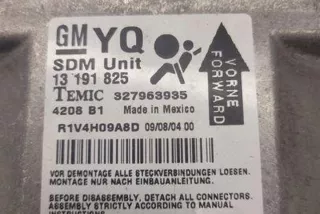 GM YQ
SDM Unit
13 191 825
TEMIC 327963935
4208 B1 Made in Mexico
R1V4H09A8D 09/08/04 00
VORNE
FORWARD
VOR DEMONTAGE ALLE STECKVERBINDUNGEN LOESEN.
MONTAGE NUR NACH EINBAUANLEITUNG.
BEFORE DISASSEMBLY, DETACH ALL CONNECTORS.
ASSEMBLY STRICTLY ACCORDING TO MANUAL